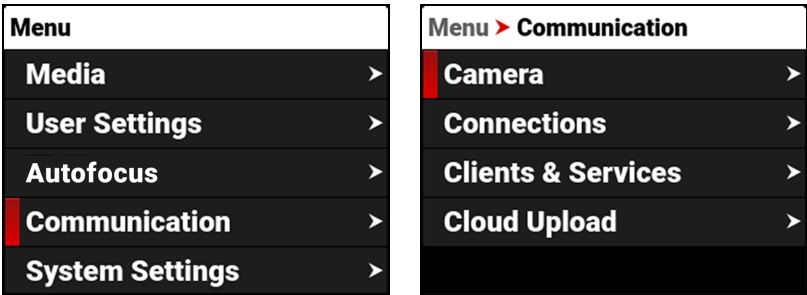 Menu
Media
User Settings
Autofocus
Communication
System Settings
Menu Communication
Camera
Connections
Clients & Services
Cloud Upload